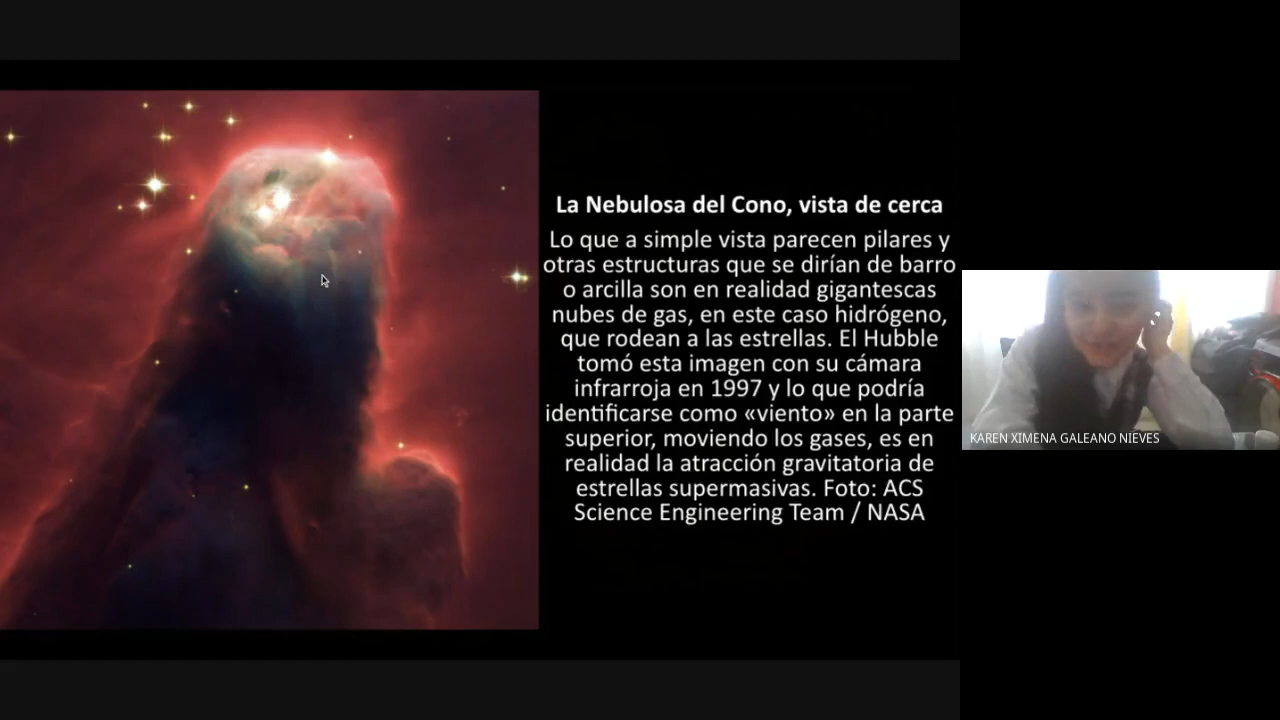 La Nebulosa del Cono, vista de cerca
Lo que a simple vista parecen pilares y
otras estructuras que se dirían de barro
o arcilla son en realidad gigantescas
nubes de gas, en este caso hidrógeno,
que rodean a las estrellas. El Hubble
tomó esta imagen con su cámara
infrarroja en 1997 y lo que podría
identificarse como «viento» en la parte
superior, moviendo los gases, es en
realidad la atracción gravitatoria de
estrellas supermasivas. Foto: ACS
Science Engineering Team / NASA
KAREN XIMENA GALEANO NIEVES